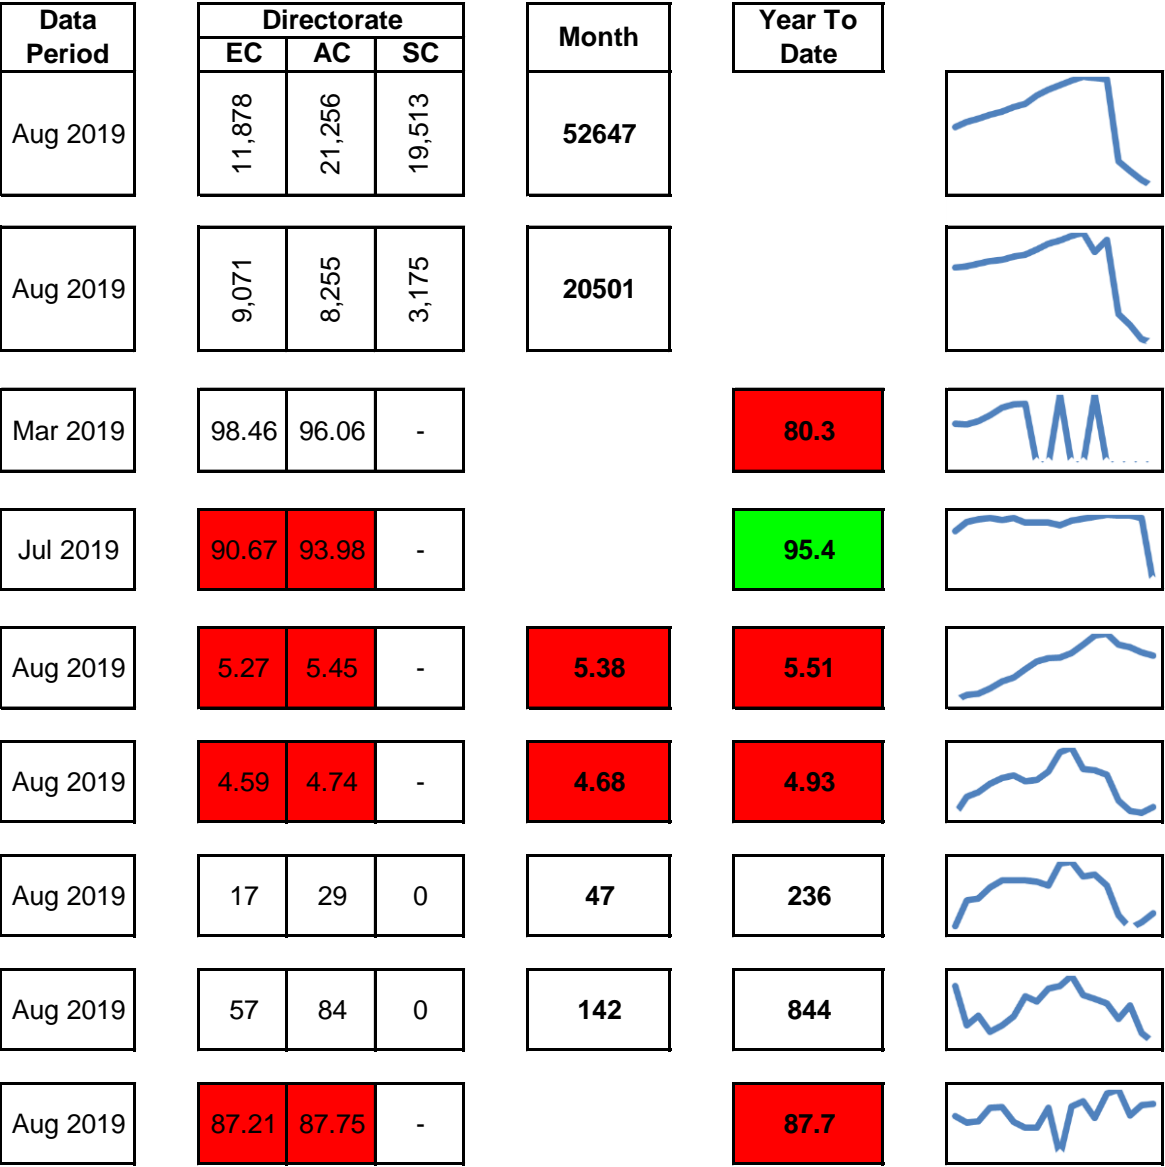 Data Period Directorate Month Year To Date
EC AC SC
Aug 2019 11,878 21,256 19,513 52647
Aug 2019 9,071 8,255 3,175 20501
Mar 2019 98.46 96.06 - 80.3
Jul 2019 90.67 93.98 - 95.4
Aug 2019 5.27 5.45 - 5.38 5.51
Aug 2019 4.59 4.74 - 4.68 4.93
Aug 2019 17 29 0 47 236
Aug 2019 57 84 0 142 844
Aug 2019 87.21 87.75 - 87.7